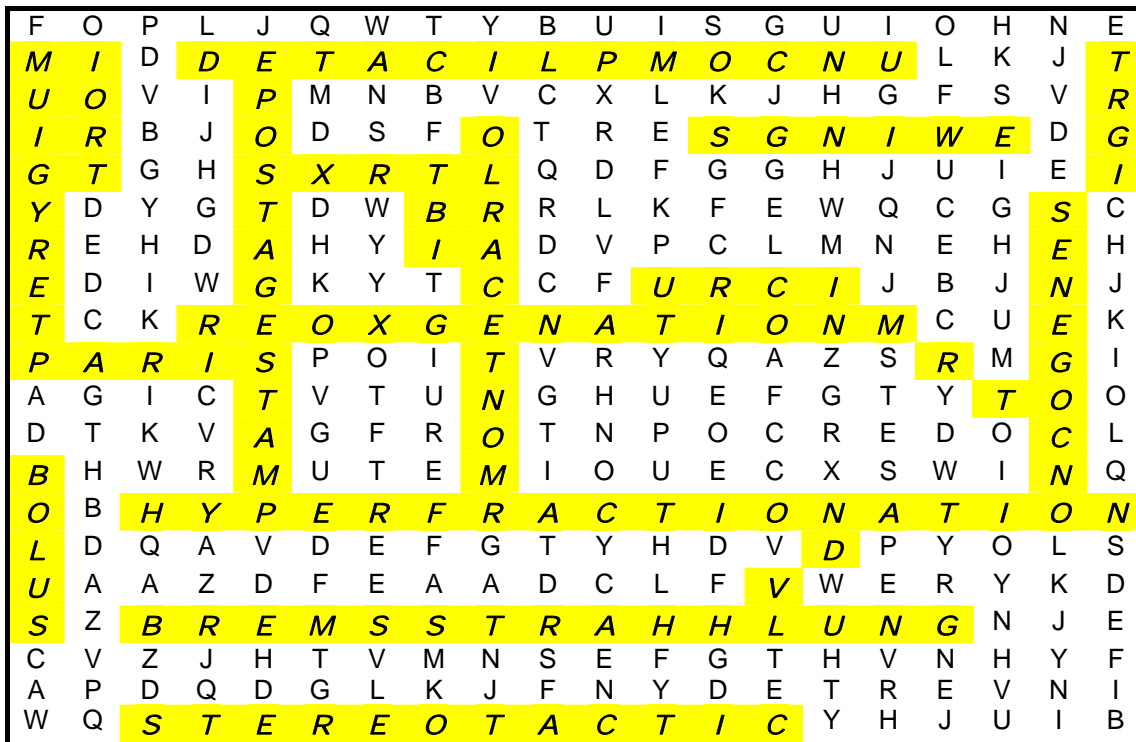 F O P L J Q W T Y B U I S G U I O H N E
M I D D E T A C I L P M O C N U L K J T
U O V I P M N B V C X L K J H G F S V R
I R B J O D S F O T R E S G N I W E D G
G T G H S X R T L Q D F G G H J U I E I
Y D Y G T D W B R R L K F E W Q C G S C
R E H D A H Y I A D V P C L M N E H E H
E D I W G K Y T C C F U R C I J B J N J
T C K R E O X G E N A T I O N M C U E K
P A R I S P O I T V R Y Q A Z S R M G I
A G I C T V T U N G H U E F G T Y T O O
D T K V A G F R O T N P O C R E D O C L
B H W R M U T E M I O U E C X S W I N Q
O B H Y P E R F R A C T I O N A T I O N
L D Q A V D E F G T Y H D V D P Y O L S
U A A Z D F E A A D C L F V W E R Y K D
S Z B R E M S S T R A H H L U N G N J E
C V Z J H T V M N S E F G T H V N H Y F
A P D Q D G L K J F N Y D E T R E V N I
W Q S T E R E O T A C T I C Y H J U I B